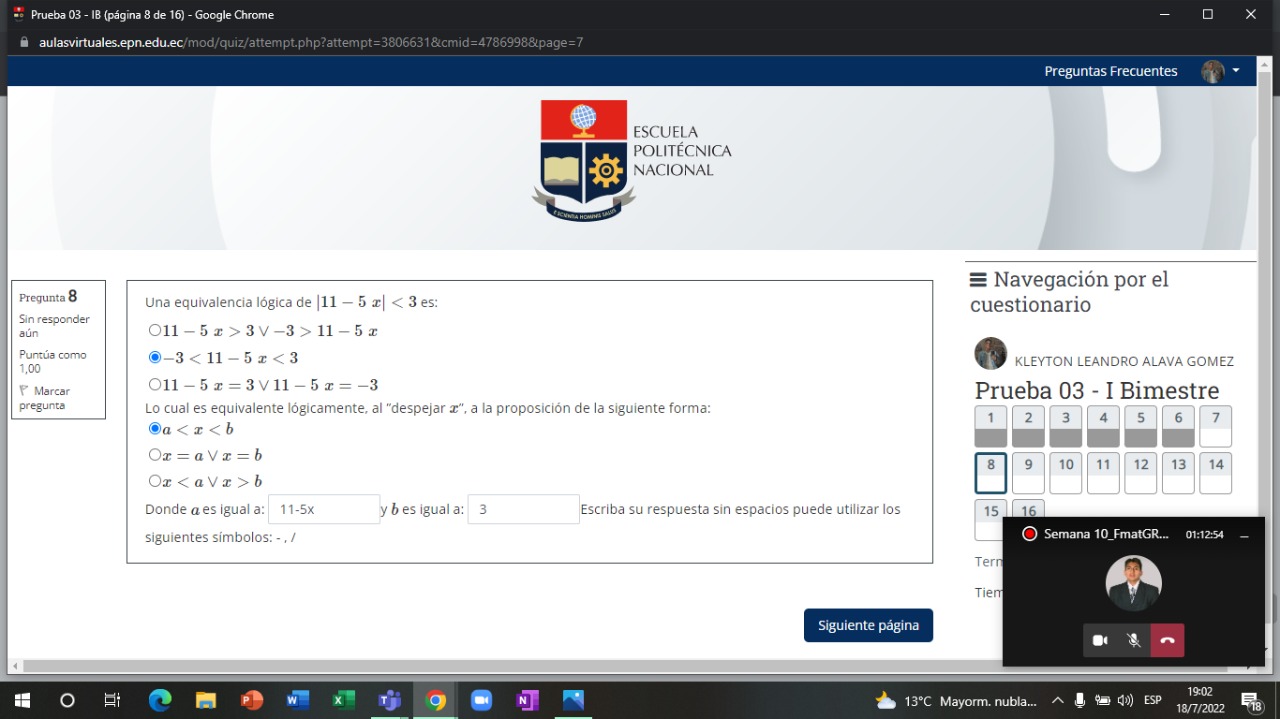 Prueba 03 - IB (página 8 de 16) - Google Chrome
aulasvirtuales.epn.edu.ec/mod/quiz/attempt.php?attempt=3806631&cmid=4786998&page=7
Preguntas Frecuentes
ESCUELA
POLITÉCNICA
NACIONAL
E SCIENTIA HOMINIS SALUS
Pregunta 8
Sin responder
aún
Puntúa como
1,00
Marcar
pregunta
Una equivalencia lógica de |11 − 5 x| < 3 es:
11 − 5 x > 3 ∨ −3 > 11 − 5 x
−3 < 11 − 5 x < 3
11 − 5 x = 3 ∨ 11 − 5 x = −3
Lo cual es equivalente lógicamente, al "despejar x", a la proposición de la siguiente forma:
a < x < b
x = a ∨ x = b
x < a ∨ x > b
Donde a es igual a: 11-5x y b es igual a: 3 Escriba su respuesta sin espacios puede utilizar los
siguientes símbolos: - , /
Siguiente página
Navegación por el
cuestionario
KLEYTON LEANDRO ALAVA GOMEZ
Prueba 03 - I Bimestre
1 2 3 4 5 6 7
8 9 10 11 12 13 14
15 16
Term
Tiem
Semana 10_FmatGR... 01:12:54
13°C Mayorm. nubla...
ESP
19:02
18/7/2022
18